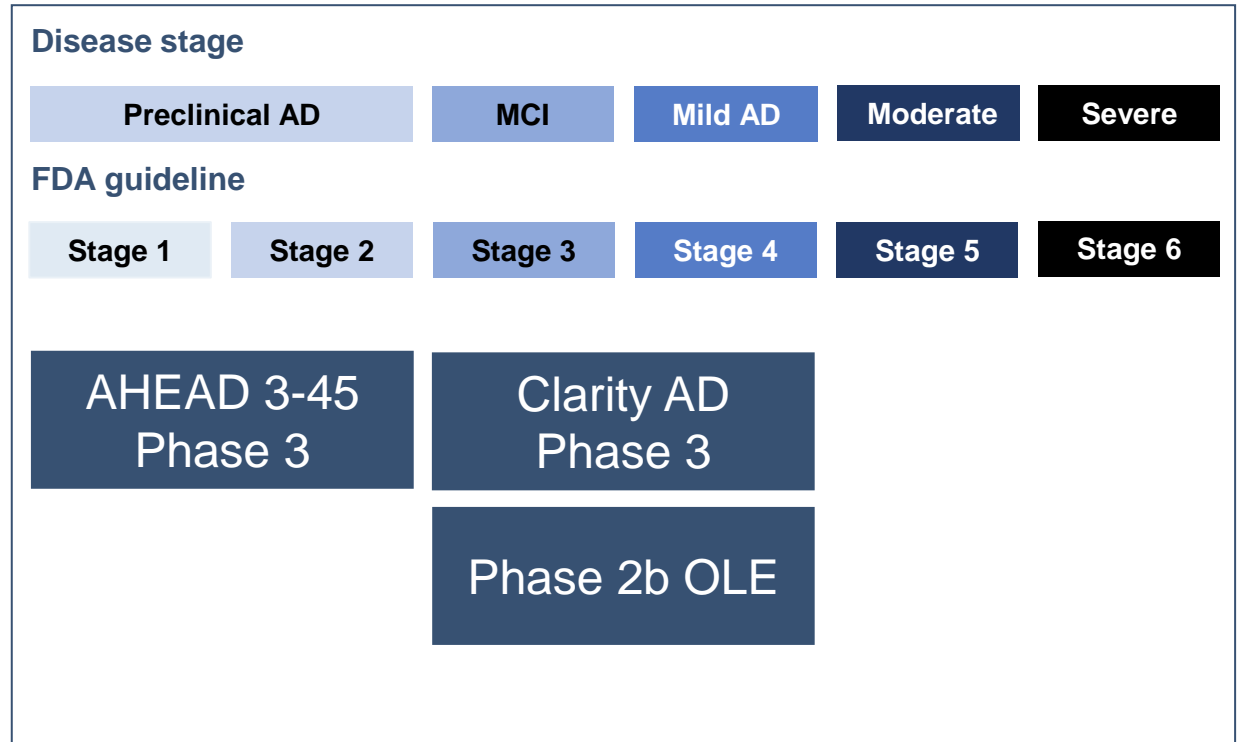 Disease stage
Preclinical AD MCI Mild AD Moderate Severe
FDA guideline
Stage 1 Stage 2 Stage 3 Stage 4 Stage 5 Stage 6
AHEAD 3-45
Phase 3
Clarity AD
Phase 3
Phase 2b OLE